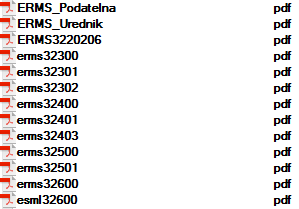 ERMS_Podatelna pdf
ERMS_Urednik pdf
ERMS3220206 pdf
erms32300 pdf
erms32301 pdf
erms32302 pdf
erms32400 pdf
erms32401 pdf
erms32403 pdf
erms32500 pdf
erms32501 pdf
erms32600 pdf
esml32600 pdf